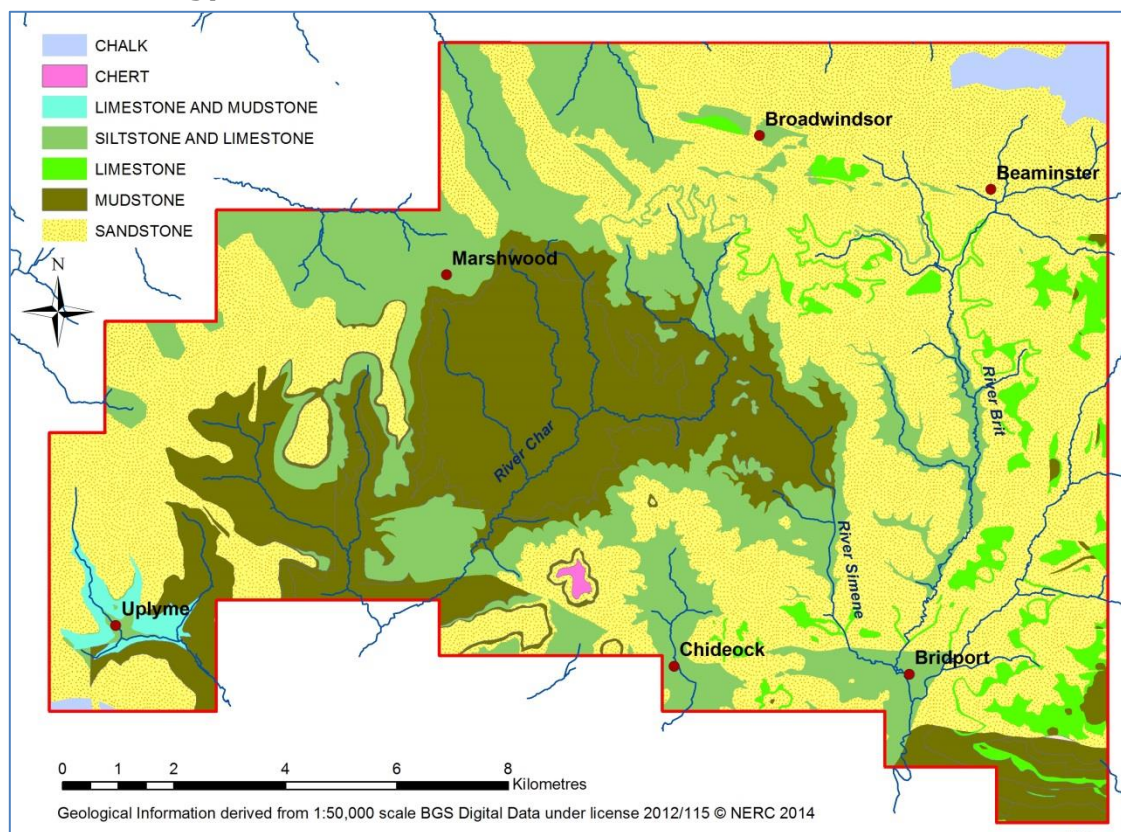 CHALK
CHERT
LIMESTONE AND MUDSTONE
SILTSTONE AND LIMESTONE
LIMESTONE
MUDSTONE
SANDSTONE
N
Broadwindsor
Beaminster
Marshwood
River Brit
River Char
River Simene
Uplyme
Chideock
Bridport
0 1 2 4 6 8
Kilometres
Geological Information derived from 1:50,000 scale BGS Digital Data under license 2012/115 © NERC 2014